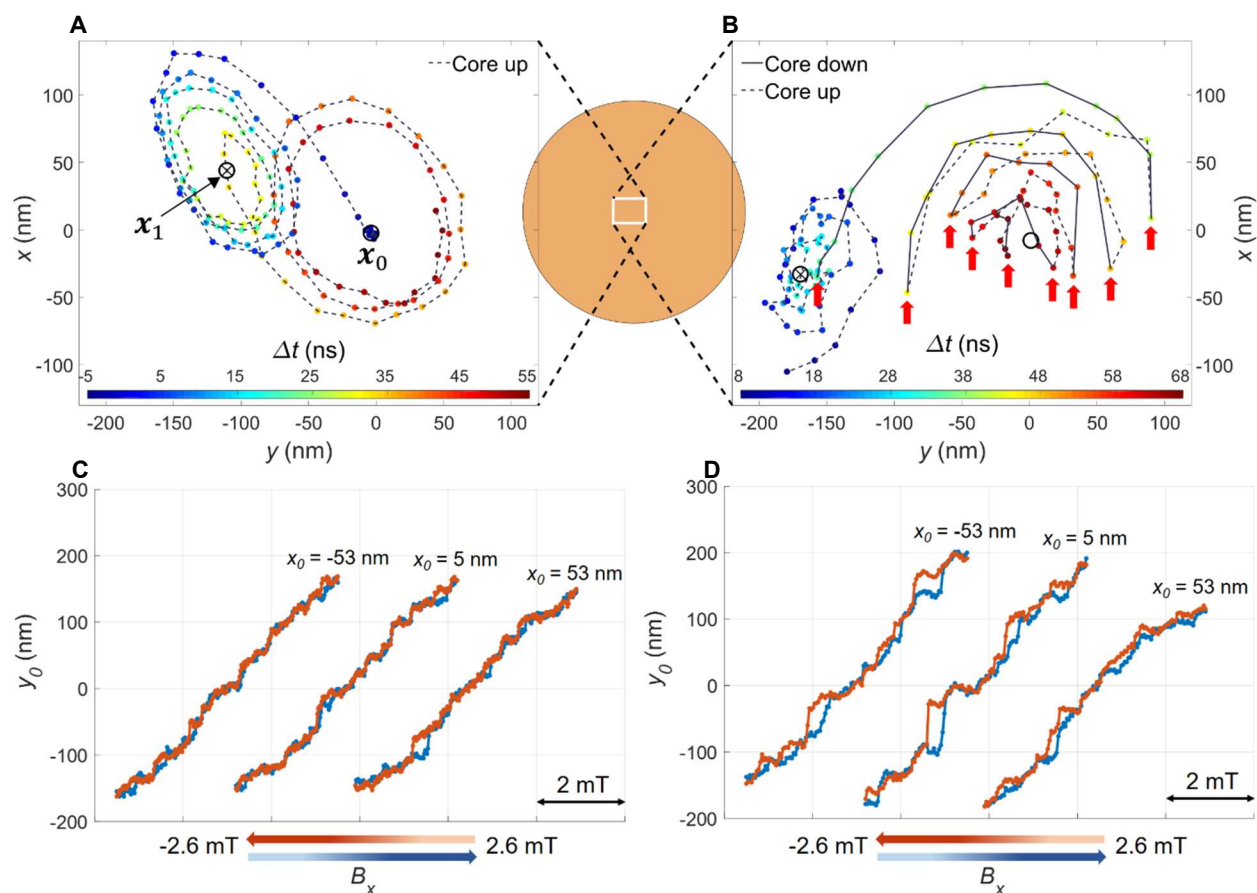 A
B
Core up
Core down
Core up
x₁
x₀
x (nm)
100
50
0
-50
-100
Δt (ns)
-5 5 15 25 35 45 55
-200 -150 -100 -50 0 50 100
y (nm)
x (nm)
100
50
0
-50
-100
Δt (ns)
8 18 28 38 48 58 68
-200 -150 -100 -50 0 50 100
y (nm)
C
y₀ (nm)
300
200
100
0
-100
-200
x₀ = -53 nm
x₀ = 5 nm
x₀ = 53 nm
2 mT
-2.6 mT
2.6 mT
Bₓ
D
y₀ (nm)
300
200
100
0
-100
-200
x₀ = -53 nm
x₀ = 5 nm
x₀ = 53 nm
2 mT
-2.6 mT
2.6 mT
Bₓ